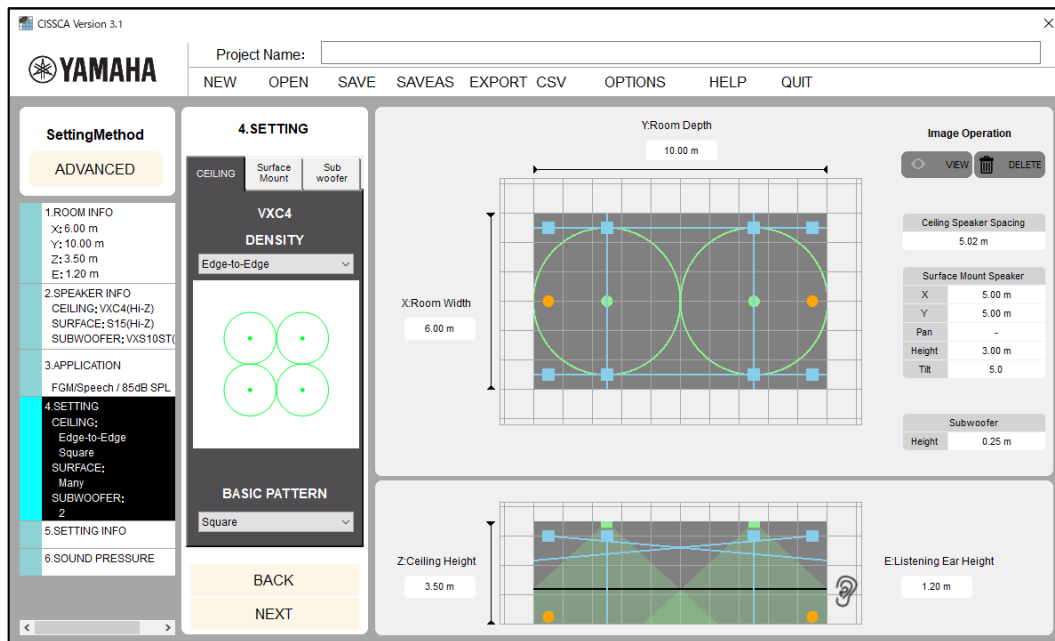 CISSCA Version 3.1
YAMAHA
Project Name:
NEW OPEN SAVE SAVEAS EXPORT CSV OPTIONS HELP QUIT
SettingMethod
ADVANCED
1.ROOM INFO
X: 6.00 m
Y: 10.00 m
Z: 3.50 m
E: 1.20 m
2.SPEAKER INFO
CEILING: VXC4(Hi-Z)
SURFACE: S15(Hi-Z)
SUBWOOFER: VXS10ST(
3.APPLICATION
FGM/Speech / 85dB SPL
4.SETTING
CEILING:
Edge-to-Edge
Square
SURFACE:
Many
SUBWOOFER:
2
5.SETTING INFO
6.SOUND PRESSURE
4.SETTING
CEILING
Surface
Mount
Sub
woofer
VXC4
DENSITY
Edge-to-Edge
BASIC PATTERN
Square
BACK
NEXT
Y:Room Depth
10.00 m
X:Room Width
6.00 m
Image Operation
VIEW DELETE
Ceiling Speaker Spacing
5.02 m
Surface Mount Speaker
X 5.00 m
Y 5.00 m
Pan -
Height 3.00 m
Tilt 5.0
Subwoofer
Height 0.25 m
Z:Ceiling Height
3.50 m
E:Listening Ear Height
1.20 m